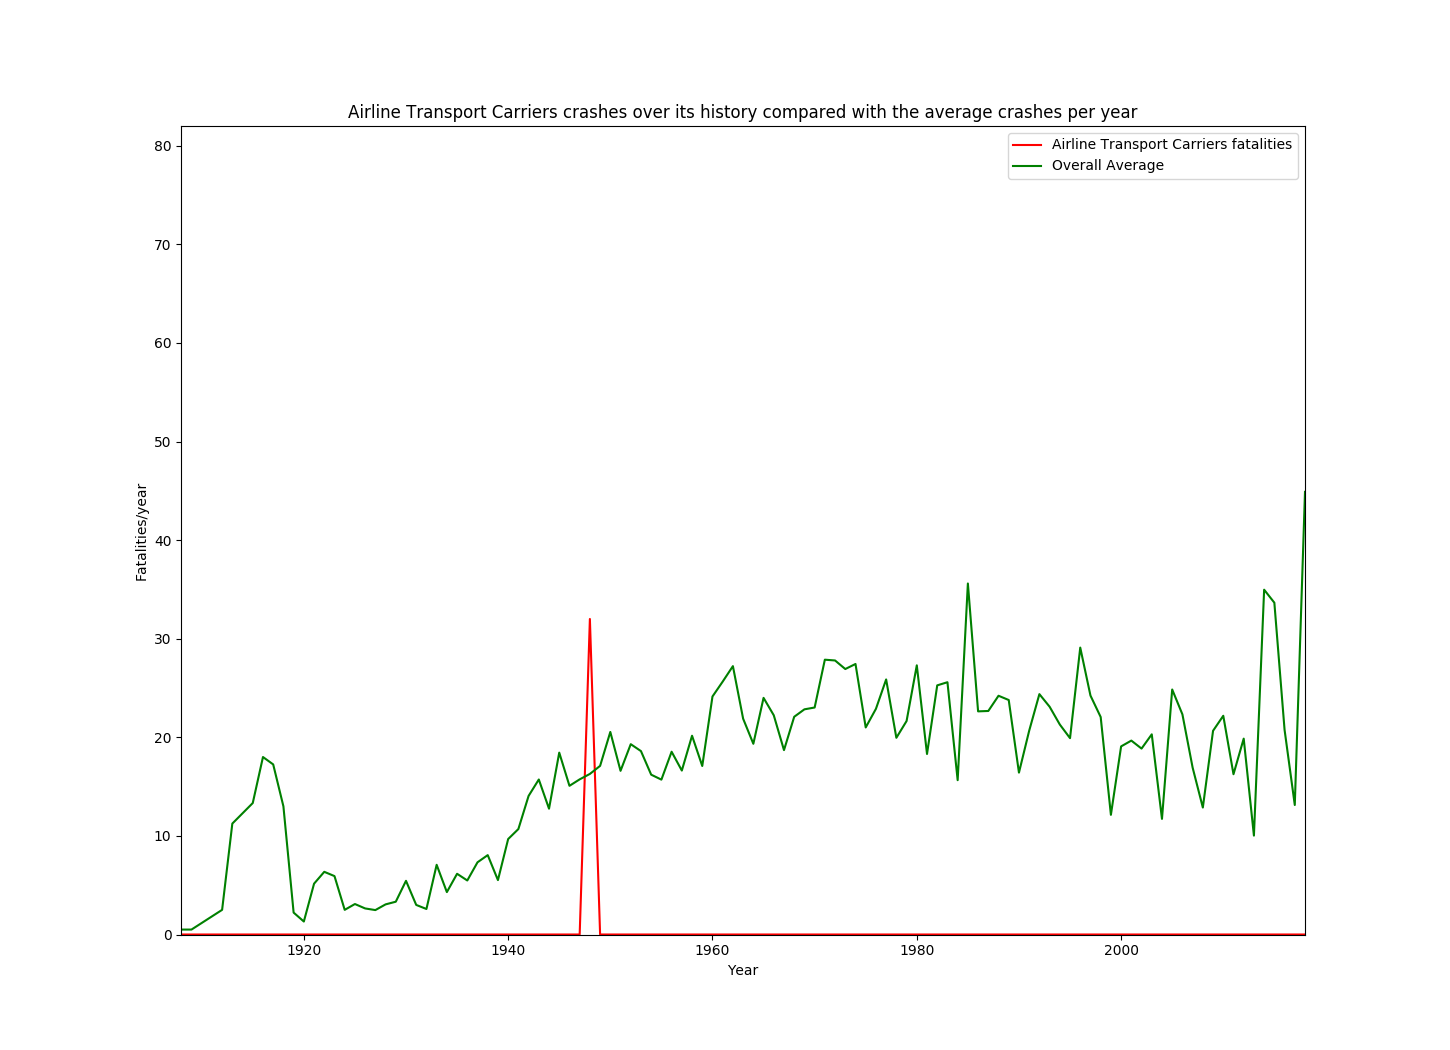 Airline Transport Carriers crashes over its history compared with the average crashes per year
Airline Transport Carriers fatalities
Overall Average
80
70
60
50
40
30
20
10
0
Fatalities/year
1920
1940
1960
1980
2000
Year